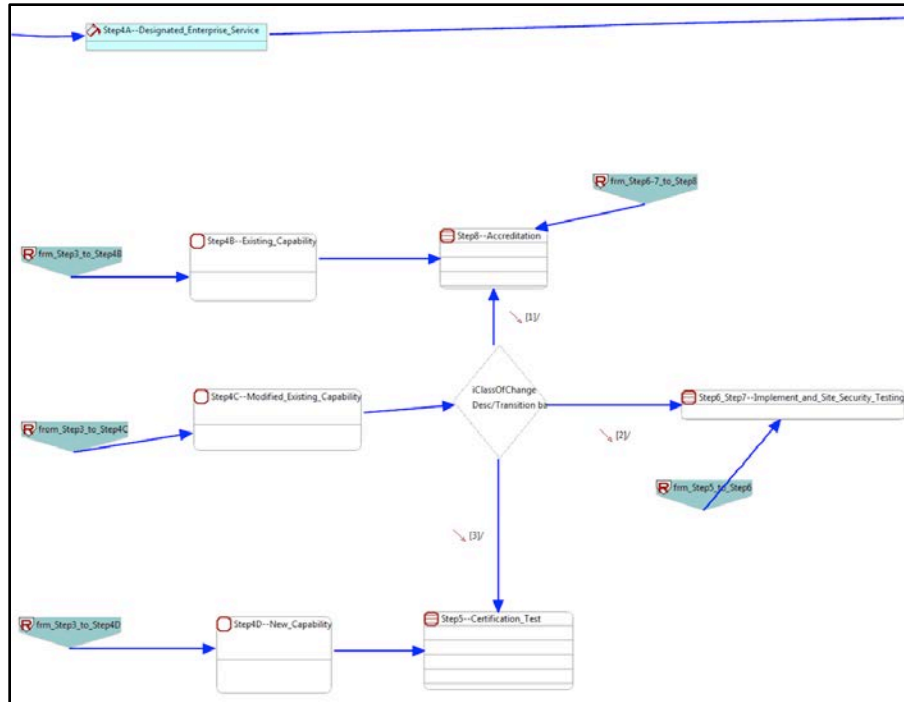 Step4A--Designated_Enterprise_Service
R frm_Step6-7_to_Step8
Step4B--Existing_Capability
Step8--Accreditation
R frm_Step3_to_Step4B
[1]/
iClassOfChange
Step4C--Modified_Existing_Capability
Desc/Transition ba
Step6_Step7--Implement_and_Site_Security_Testing
R from_Step3_to_Step4C
[2]/
R frm_Step5_to_Step6
[3]/
R frm_Step3_to_Step4D
Step4D--New_Capability
Step5--Certification_Test